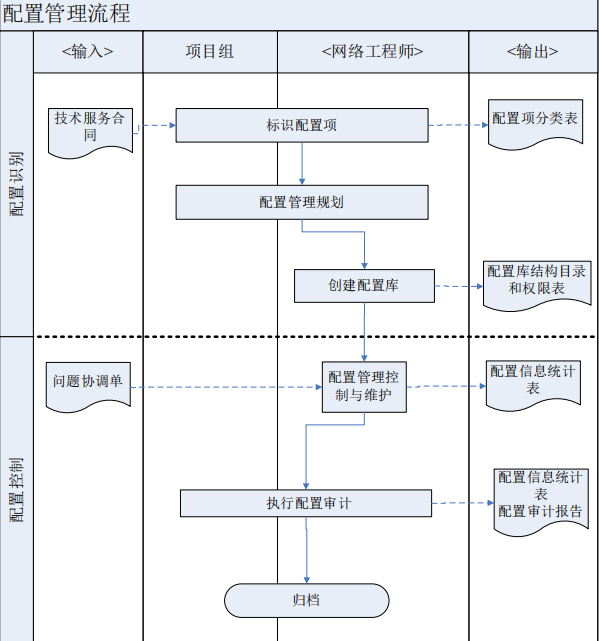 配置管理流程
<输入>
项目组
<网络工程师>
<输出>
配置识别
技术服务合
同
标识配置项
配置项分类表
配置管理规划
创建配置库
配置库结构目录
和权限表
配置控制
问题协调单
配置管理控
制与维护
配置信息统计
表
执行配置审计
配置信息统计
表
配置审计报告
归档